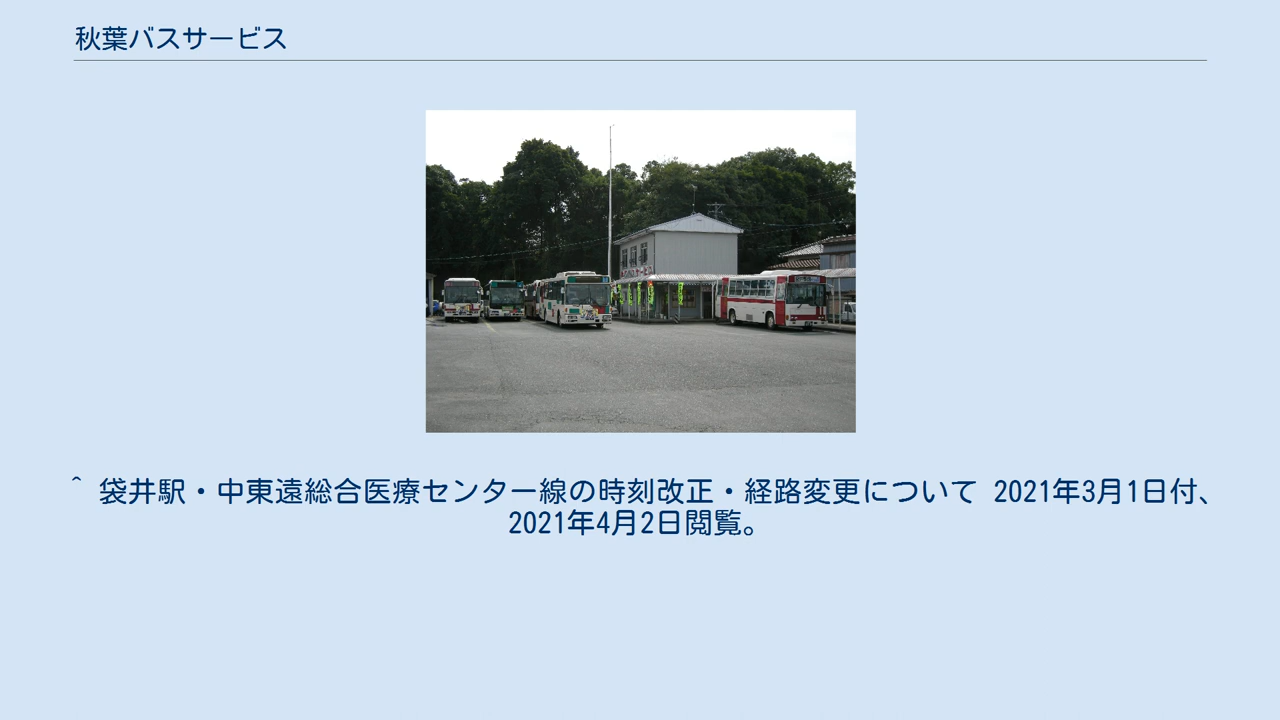 秋葉バスサービス
^ 袋井駅・中東遠総合医療センター線の時刻改正・経路変更について 2021年3月1日付、
2021年4月2日閲覧。